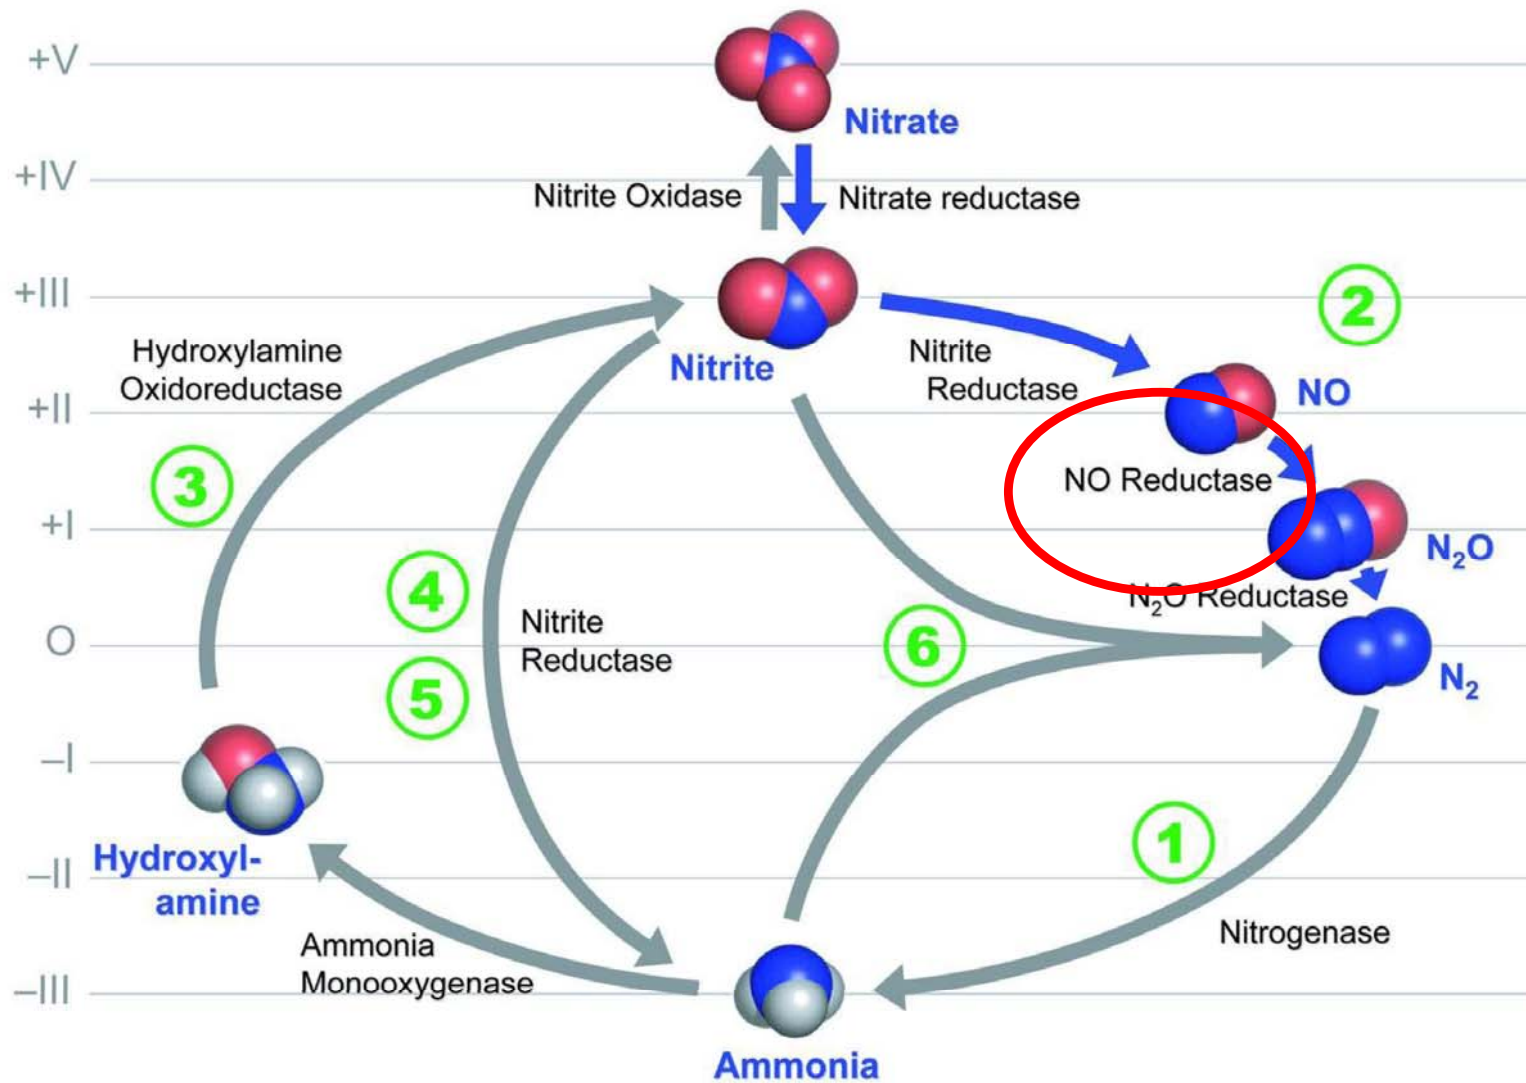 +V
Nitrate
+IV
Nitrite Oxidase
Nitrate reductase
+III
2
Hydroxylamine
Oxidoreductase
Nitrite
Nitrite
Reductase
NO
+II
3
NO Reductase
+I
N₂O
4
N₂O Reductase
O
Nitrite
Reductase
6
5
N₂
–I
1
Hydroxyl-
amine
–II
Ammonia
Monooxygenase
Nitrogenase
–III
Ammonia